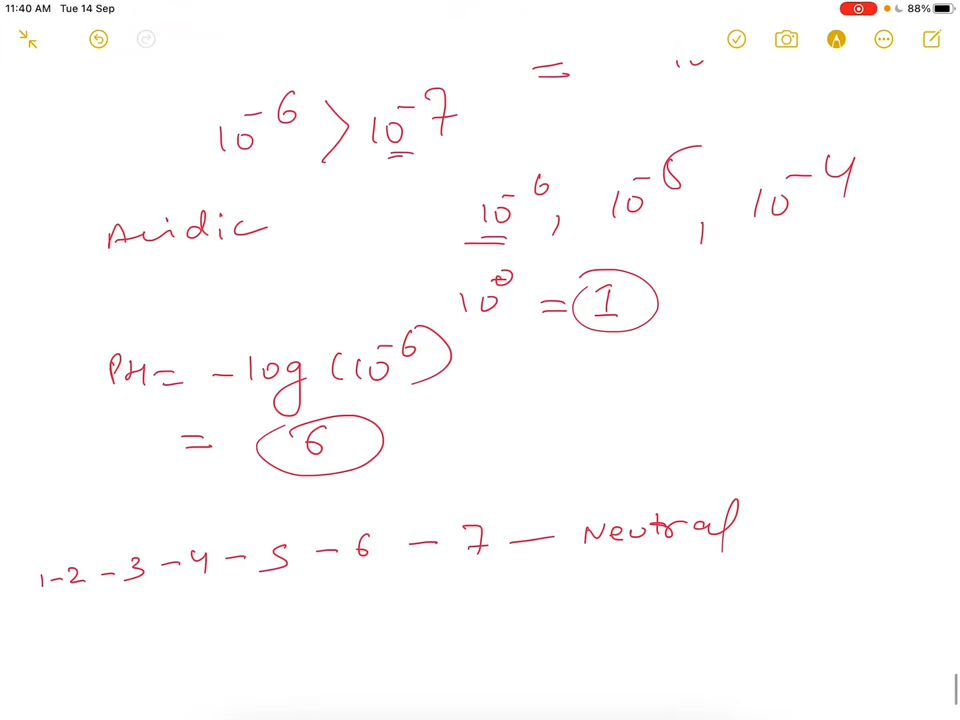 11:40 AM Tue 14 Sep 88%
=
10⁻⁶ > 10⁻⁷
Acidic 10⁻⁶, 10⁻⁵, 10⁻⁴
10⁰ = 1
PH = -log (10⁻⁶)
= 6
1-2-3-4-5-6-7- Neutral